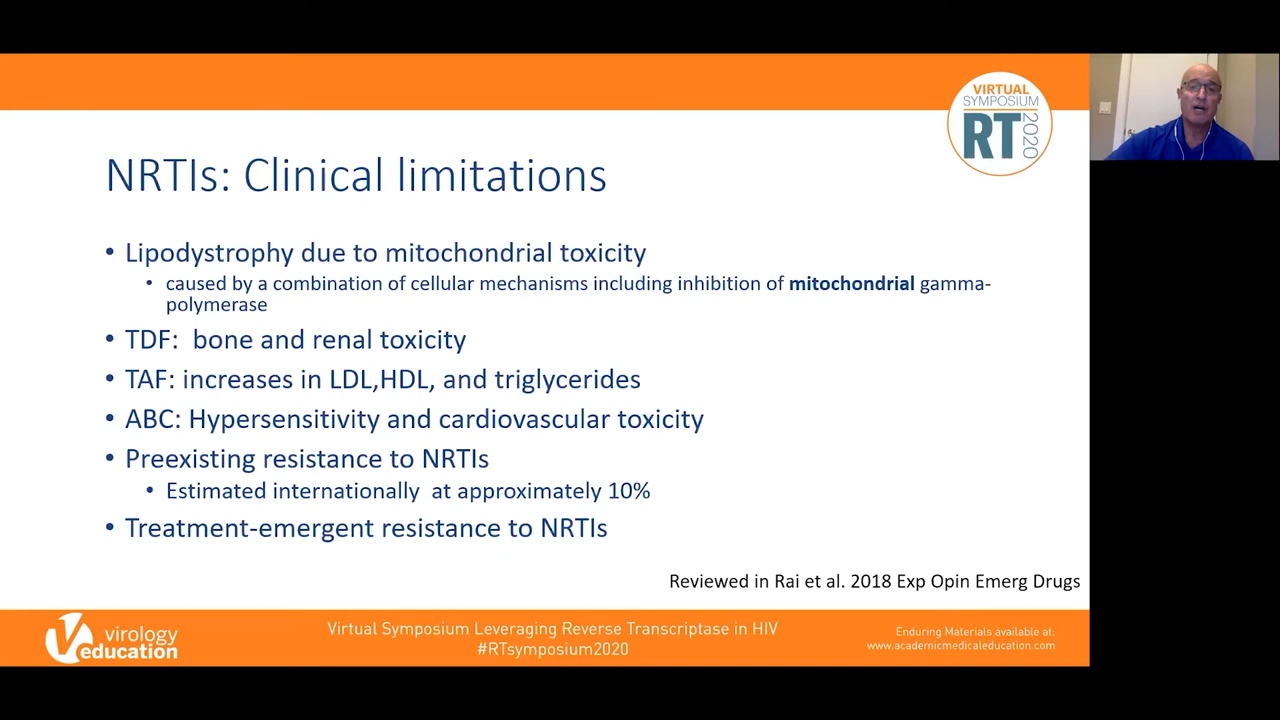 VIRTUAL
SYMPOSIUM
RT
2020
NRTIs: Clinical limitations
• Lipodystrophy due to mitochondrial toxicity
• caused by a combination of cellular mechanisms including inhibition of mitochondrial gamma-
polymerase
• TDF:  bone and renal toxicity
• TAF: increases in LDL,HDL, and triglycerides
• ABC: Hypersensitivity and cardiovascular toxicity
• Preexisting resistance to NRTIs
• Estimated internationally  at approximately 10%
• Treatment-emergent resistance to NRTIs
Reviewed in Rai et al. 2018 Exp Opin Emerg Drugs
virology
education
Virtual Symposium Leveraging Reverse Transcriptase in HIV
#RTsymposium2020
Enduring Materials available at:
www.academicmedicaleducation.com